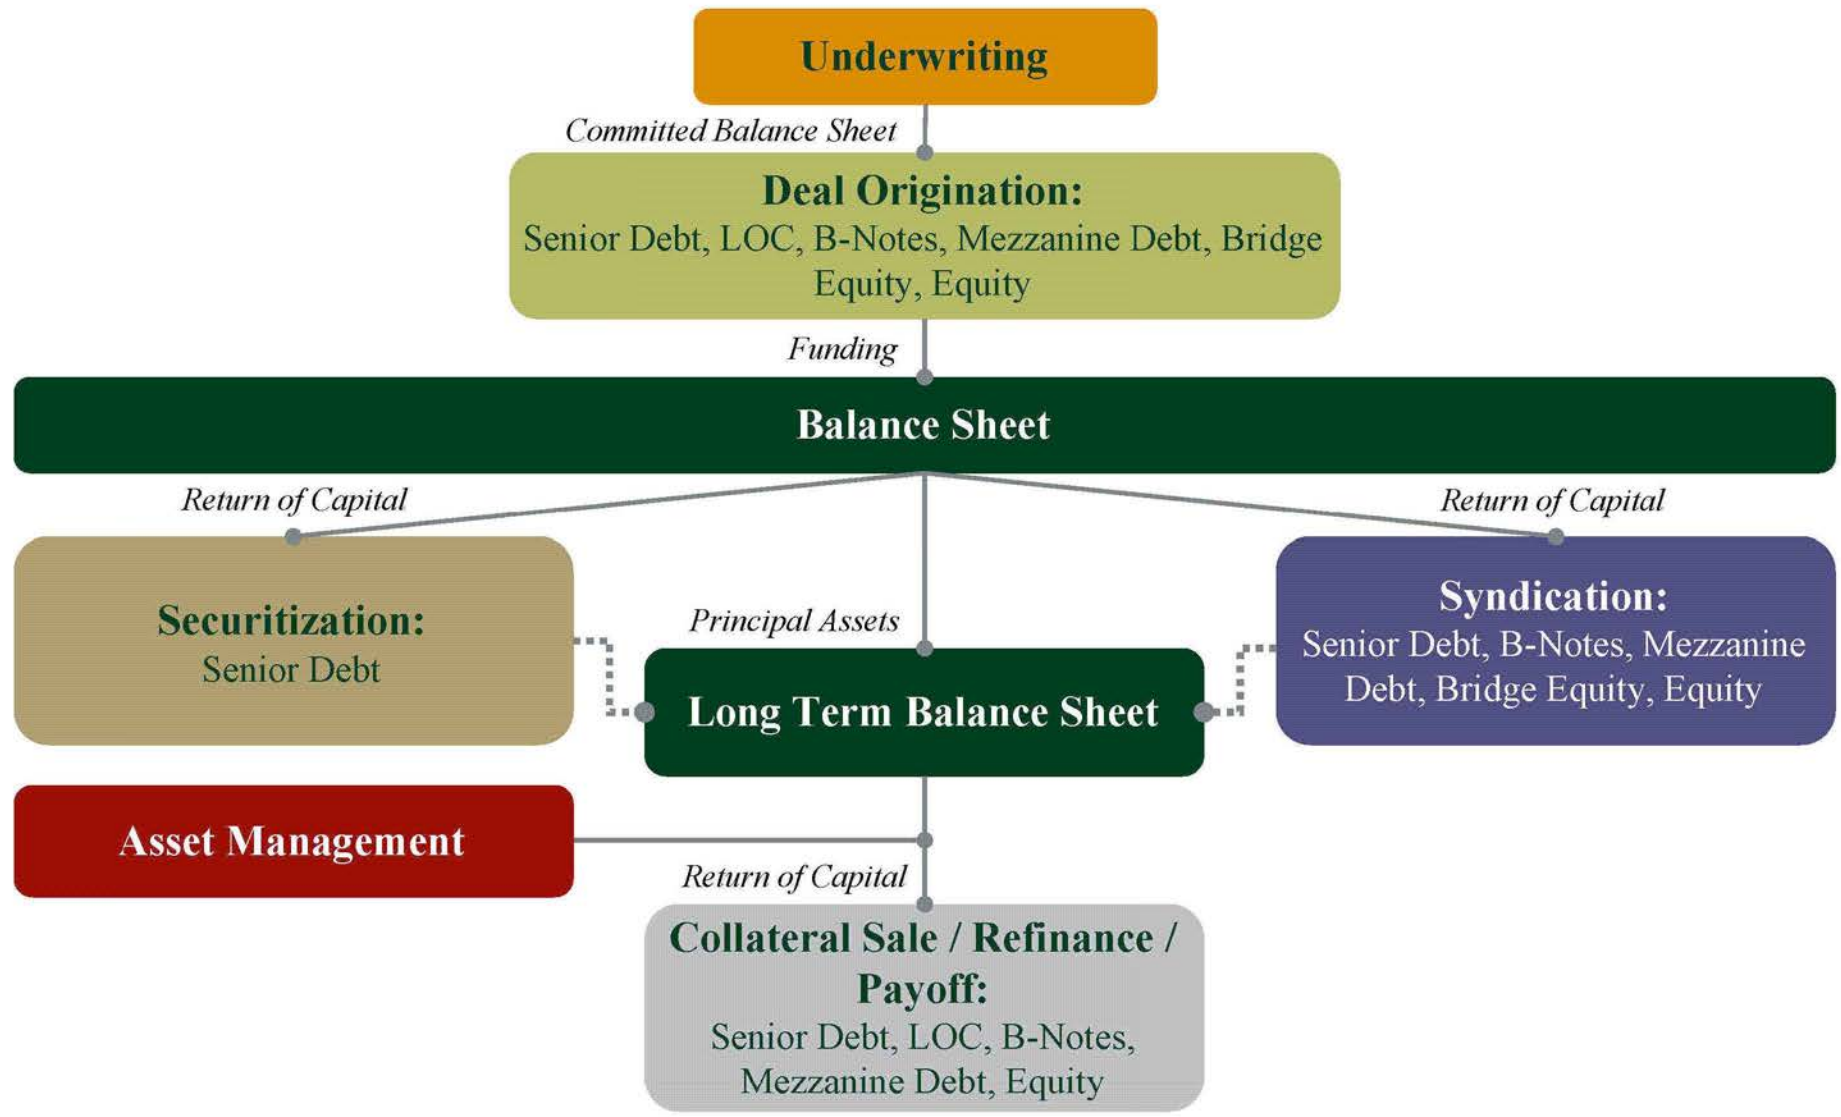 Underwriting
Committed Balance Sheet
Deal Origination:
Senior Debt, LOC, B-Notes, Mezzanine Debt, Bridge
Equity, Equity
Funding
Balance Sheet
Return of Capital
Return of Capital
Securitization:
Senior Debt
Principal Assets
Syndication:
Senior Debt, B-Notes, Mezzanine
Debt, Bridge Equity, Equity
Long Term Balance Sheet
Asset Management
Return of Capital
Collateral Sale / Refinance /
Payoff:
Senior Debt, LOC, B-Notes,
Mezzanine Debt, Equity